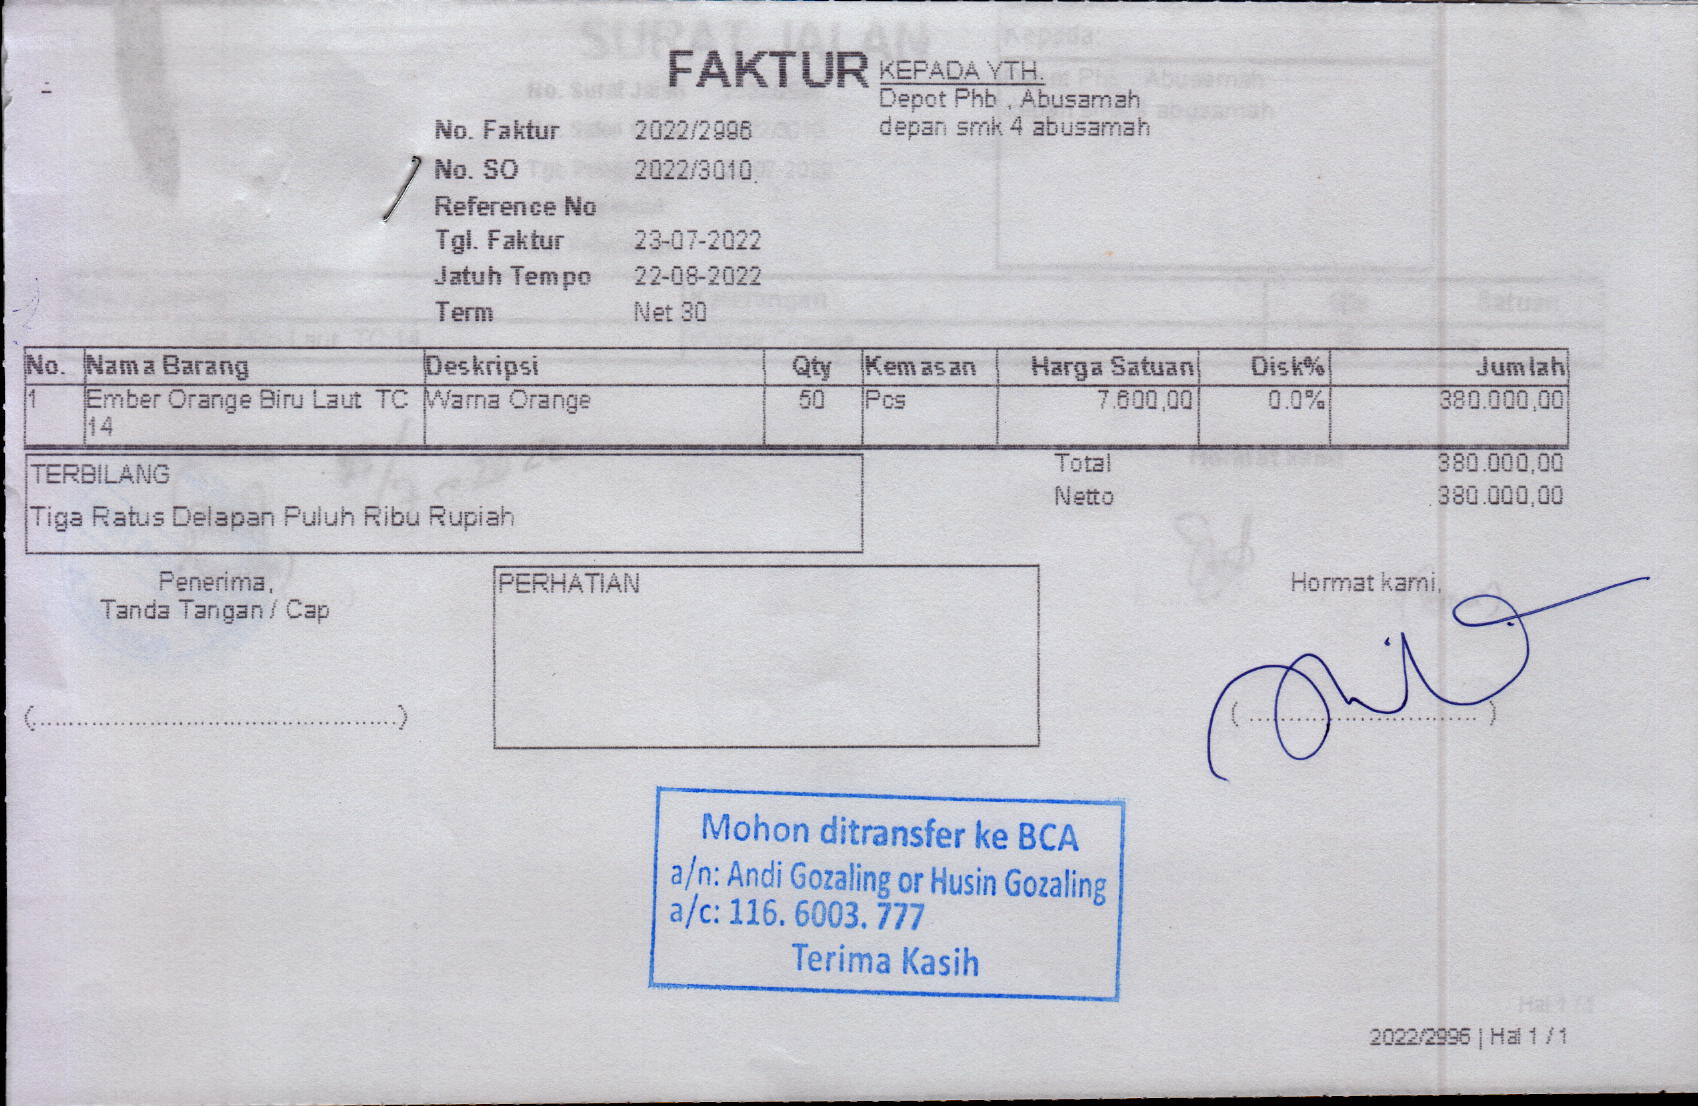 FAKTUR
KEPADA YTH.
Depot Phb , Abusamah
depan smk 4 abusamah
No. Faktur 2022/2996
No. SO 2022/3010
Reference No
Tgl. Faktur 23-07-2022
Jatuh Tempo 22-08-2022
Term Net 30
No. Nama Barang Deskripsi Qty Kemasan Harga Satuan Disk% Jumlah
1 Ember Orange Biru Laut TC Warna Orange 50 Pcs 7.600,00 0.0% 380.000,00
14
TERBILANG
Tiga Ratus Delapan Puluh Ribu Rupiah
Total 380.000,00
Netto 380.000,00
Penerima,
Tanda Tangan / Cap
PERHATIAN
Hormat kami,
(............................................)
( ............................ )
Mohon ditransfer ke BCA
a/n: Andi Gozaling or Husin Gozaling
a/c: 116. 6003. 777
Terima Kasih
2022/2996 | Hal 1 / 1